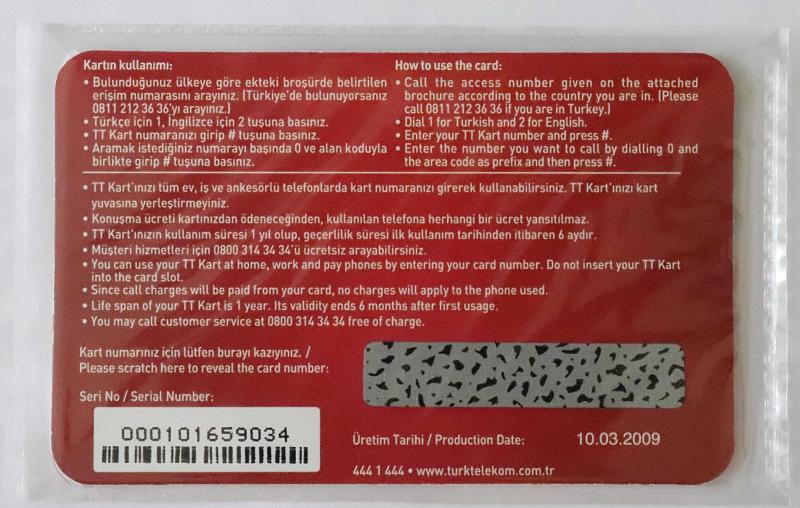 Kartın kullanımı:
• Bulunduğunuz ülkeye göre ekteki broşürde belirtilen
erişim numarasını arayınız. (Türkiye'de bulunuyorsanız
0811 212 36 36'yı arayınız.)
• Türkçe için 1, İngilizce için 2 tuşuna basınız.
• TT Kart numaranızı girip # tuşuna basınız.
• Aramak istediğiniz numarayı başında 0 ve alan koduyla
birlikte girip # tuşuna basınız.
How to use the card:
• Call the access number given on the attached
brochure according to the country you are in. (Please
call 0811 212 36 36 if you are in Turkey.)
• Dial 1 for Turkish and 2 for English.
• Enter your TT Kart number and press #.
• Enter the number you want to call by dialling 0 and
the area code as prefix and then press #.
• TT Kart'ınızı tüm ev, iş ve ankesörlü telefonlarda kart numaranızı girerek kullanabilirsiniz. TT Kart'ınızı kart
yuvasına yerleştirmeyiniz.
• Konuşma ücreti kartınızdan ödeneceğinden, kullanılan telefona herhangi bir ücret yansıtılmaz.
• TT Kart'ınızın kullanım süresi 1 yıl olup, geçerlilik süresi ilk kullanım tarihinden itibaren 6 aydır.
• Müşteri hizmetleri için 0800 314 34 34'ü ücretsiz arayabilirsiniz.
• You can use your TT Kart at home, work and pay phones by entering your card number. Do not insert your TT Kart
into the card slot.
• Since call charges will be paid from your card, no charges will apply to the phone used.
• Life span of your TT Kart is 1 year. Its validity ends 6 months after first usage.
• You may call customer service at 0800 314 34 34 free of charge.
Kart numarınız için lütfen burayı kazıyınız. /
Please scratch here to reveal the card number:
Seri No / Serial Number:
000101659034
Üretim Tarihi / Production Date: 10.03.2009
444 1 444 • www.turktelekom.com.tr